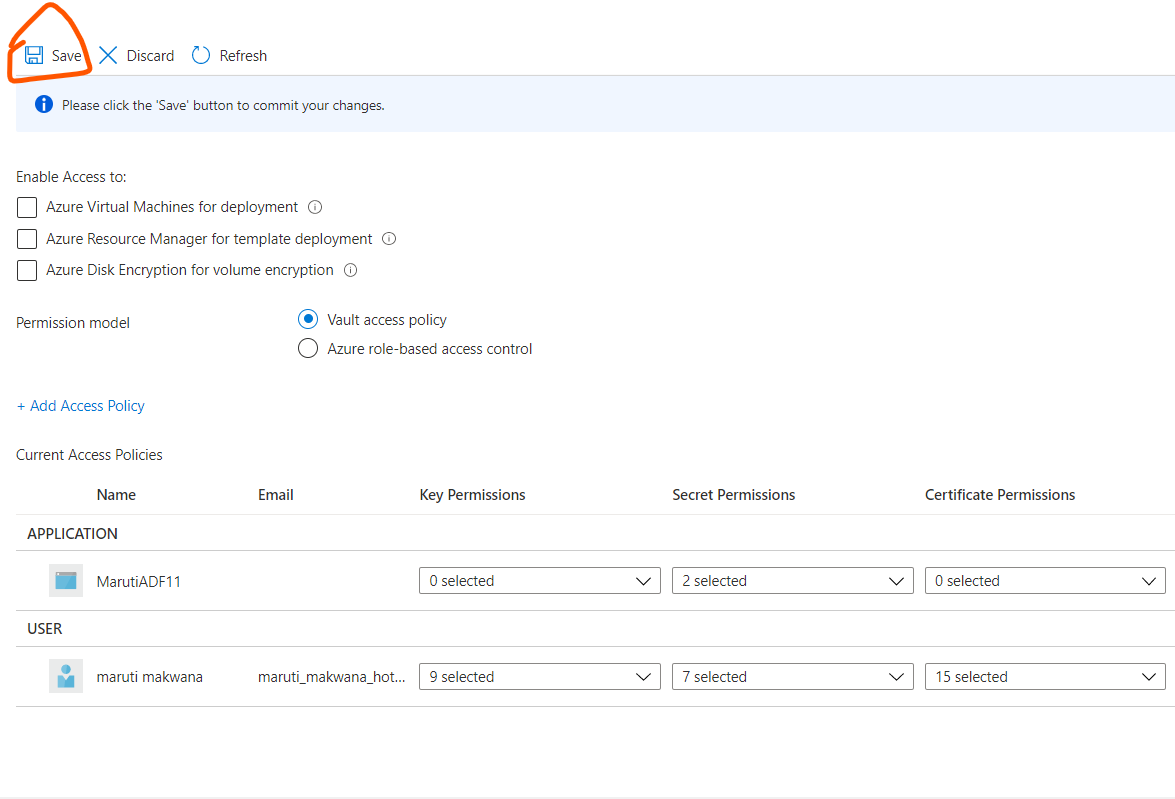 Save Discard Refresh
Please click the 'Save' button to commit your changes.
Enable Access to:
Azure Virtual Machines for deployment
Azure Resource Manager for template deployment
Azure Disk Encryption for volume encryption
Permission model
Vault access policy
Azure role-based access control
+ Add Access Policy
Current Access Policies
Name Email Key Permissions Secret Permissions Certificate Permissions
APPLICATION
MarutiADF11 0 selected 2 selected 0 selected
USER
maruti makwana maruti_makwana_hot... 9 selected 7 selected 15 selected